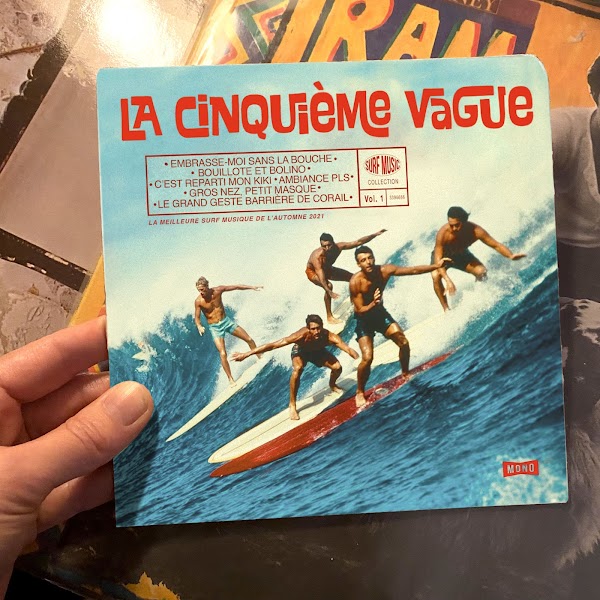 IRAM
LA CINQUIÈME VAGUE
• EMBRASSE-MOI SANS LA BOUCHE •
• BOUILLOTE ET BOLINO •
• C'EST REPARTI MON KIKI • AMBIANCE PLS •
• GROS NEZ, PETIT MASQUE •
• LE GRAND GESTE BARRIÈRE DE CORAIL •
SURF MUSIC
COLLECTION
Vol. 1
LA MEILLEURE SURF MUSIQUE DE L'AUTOMNE 2021
MONO